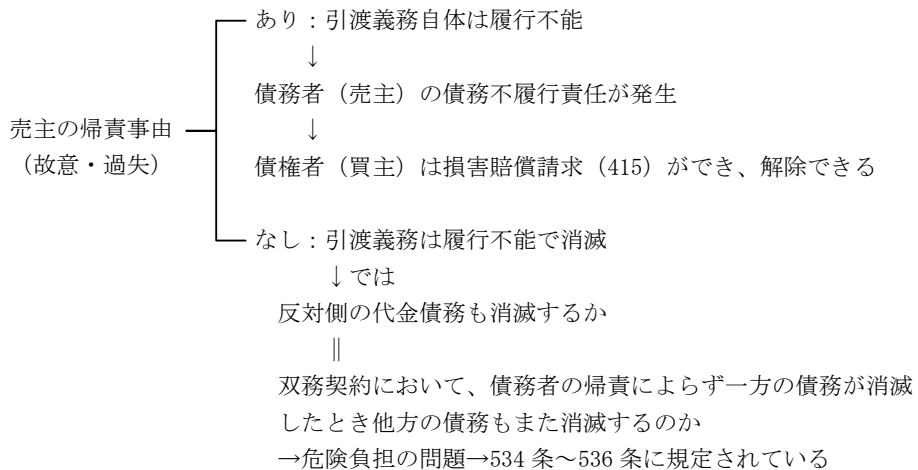 あり：引渡義務自体は履行不能
↓
債務者（売主）の債務不履行責任が発生
↓
売主の帰責事由
（故意・過失）
債権者（買主）は損害賠償請求（415）ができ、解除できる
なし：引渡義務は履行不能で消滅
↓では
反対側の代金債務も消滅するか
∥
双務契約において、債務者の帰責によらず一方の債務が消滅
したとき他方の債務もまた消滅するのか
→危険負担の問題→534 条～536 条に規定されている